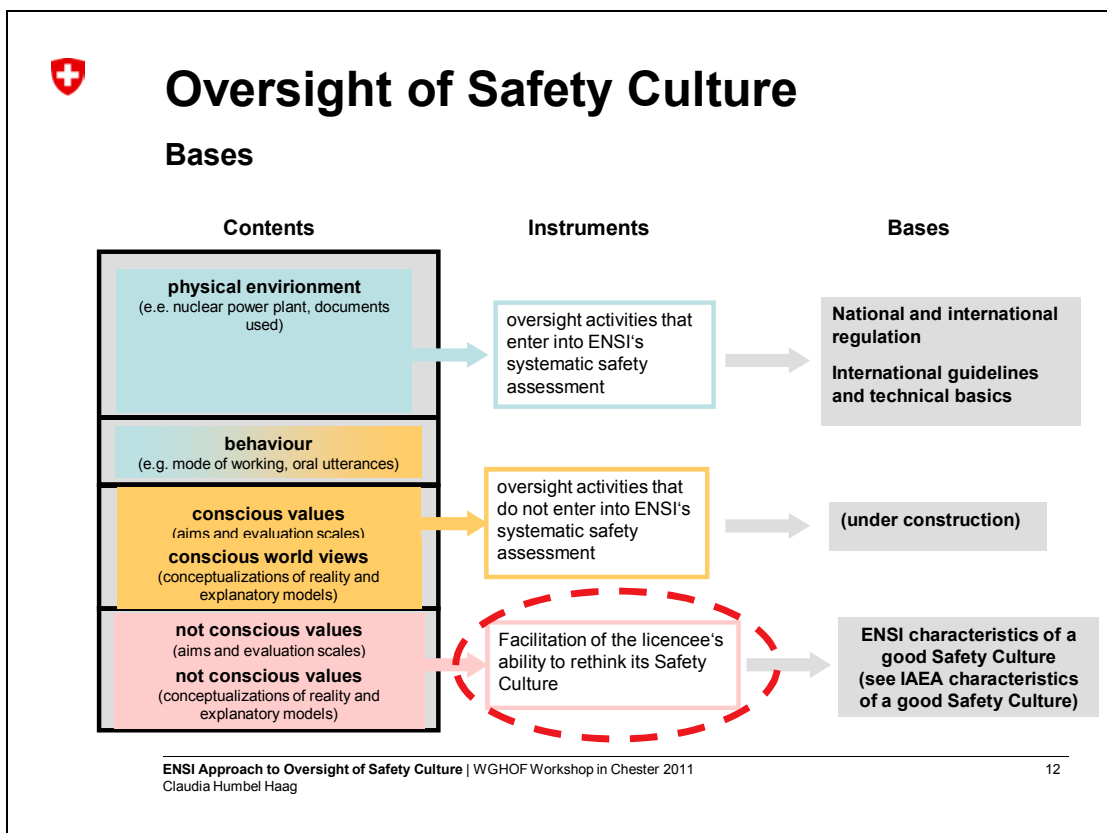 Oversight of Safety Culture
Bases
Contents
Instruments
Bases
physical envirionment
(e.e. nuclear power plant, documents
used)
oversight activities that
enter into ENSI‘s
systematic safety
assessment
National and international
regulation
International guidelines
and technical basics
behaviour
(e.g. mode of working, oral utterances)
conscious values
(aims and evaluation scales)
conscious world views
(conceptualizations of reality and
explanatory models)
oversight activities that
do not enter into ENSI‘s
systematic safety
assessment
(under construction)
not conscious values
(aims and evaluation scales)
not conscious values
(conceptualizations of reality and
explanatory models)
Facilitation of the licencee‘s
ability to rethink its Safety
Culture
ENSI characteristics of a
good Safety Culture
(see IAEA characteristics
of a good Safety Culture)
ENSI Approach to Oversight of Safety Culture | WGHOF Workshop in Chester 2011
Claudia Humbel Haag
12